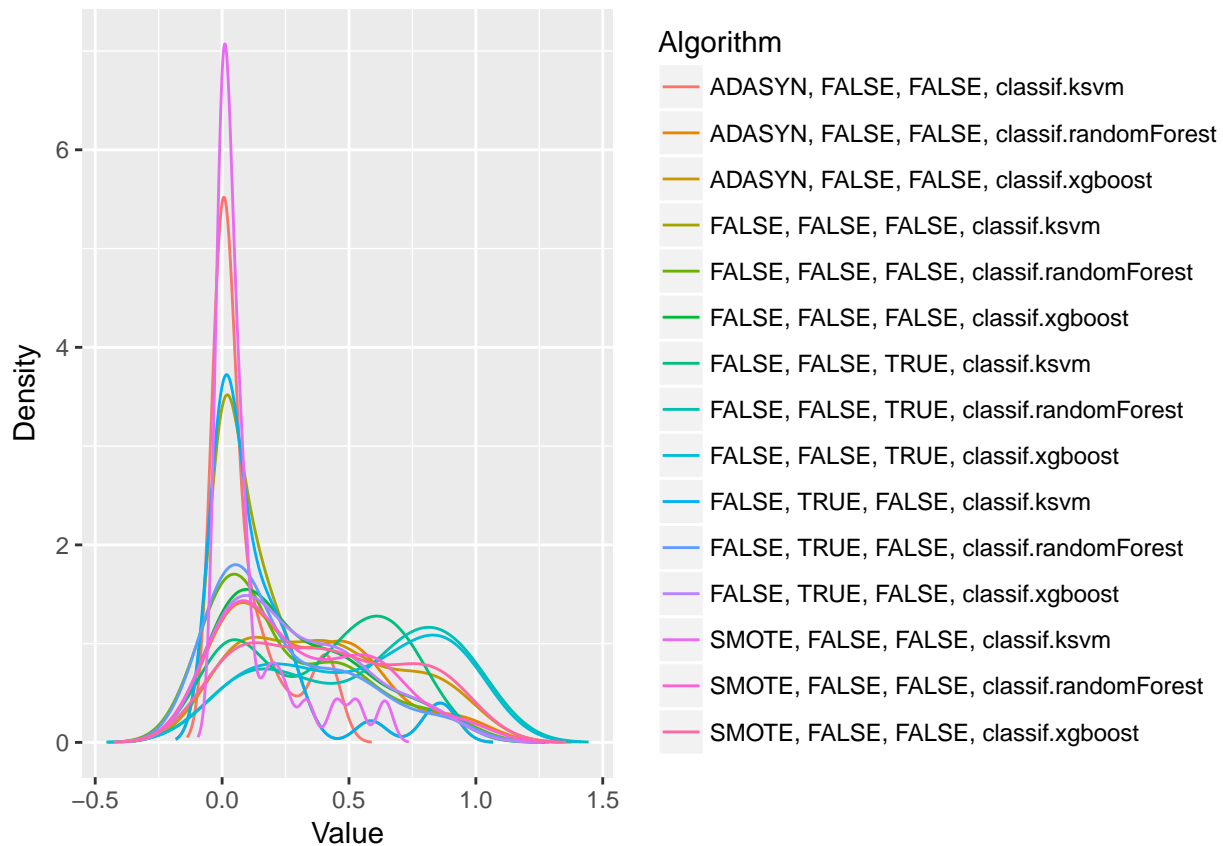 Density
6
4
2
0
−0.5
0.0
0.5
1.0
1.5
Value
Algorithm
ADASYN, FALSE, FALSE, classif.ksvm
ADASYN, FALSE, FALSE, classif.randomForest
ADASYN, FALSE, FALSE, classif.xgboost
FALSE, FALSE, FALSE, classif.ksvm
FALSE, FALSE, FALSE, classif.randomForest
FALSE, FALSE, FALSE, classif.xgboost
FALSE, FALSE, TRUE, classif.ksvm
FALSE, FALSE, TRUE, classif.randomForest
FALSE, FALSE, TRUE, classif.xgboost
FALSE, TRUE, FALSE, classif.ksvm
FALSE, TRUE, FALSE, classif.randomForest
FALSE, TRUE, FALSE, classif.xgboost
SMOTE, FALSE, FALSE, classif.ksvm
SMOTE, FALSE, FALSE, classif.randomForest
SMOTE, FALSE, FALSE, classif.xgboost